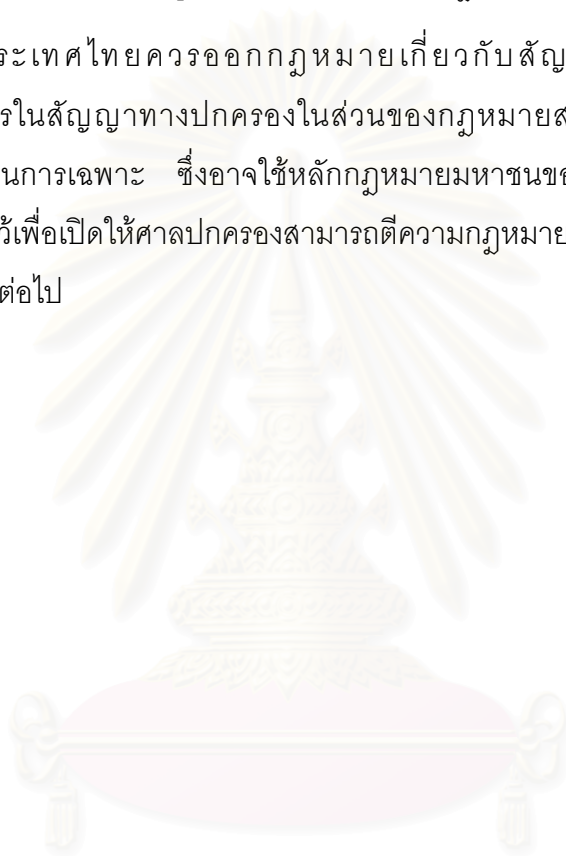 ระเทศไทยควรออกกฎหมายเกี่ยวกับสัญ
รในสัญญาทางปกครองในส่วนของกฎหมายส
นการเฉพาะ ซึ่งอาจใช้หลักกฎหมายมหาชนขอ
ว้เพื่อเปิดให้ศาลปกครองสามารถตีความกฎหมาย
ต่อไป